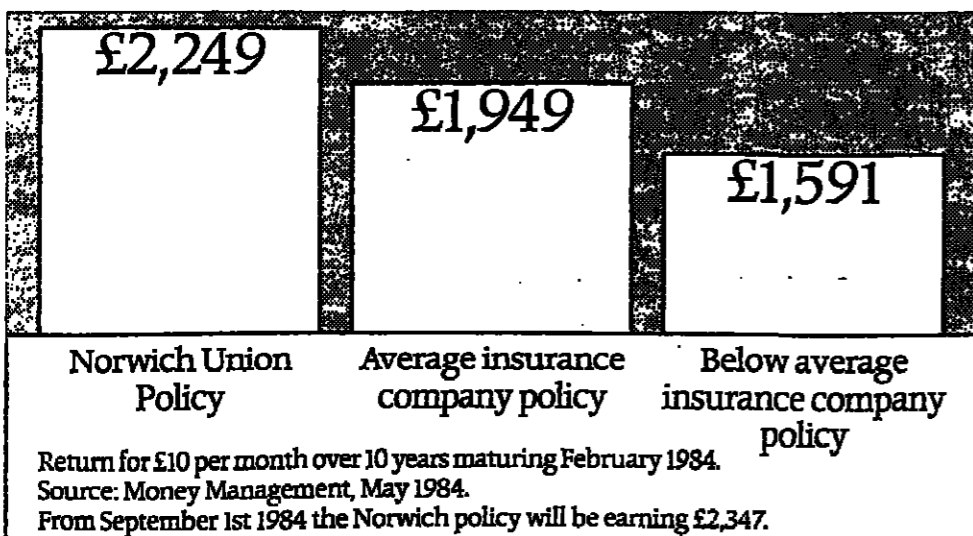 £2,249
£1,949
£1,591
Norwich Union
Policy
Average insurance
company policy
Below average
insurance company
policy
Return for £10 per month over 10 years maturing February 1984.
Source: Money Management, May 1984.
From September 1st 1984 the Norwich policy will be earning £2,347.